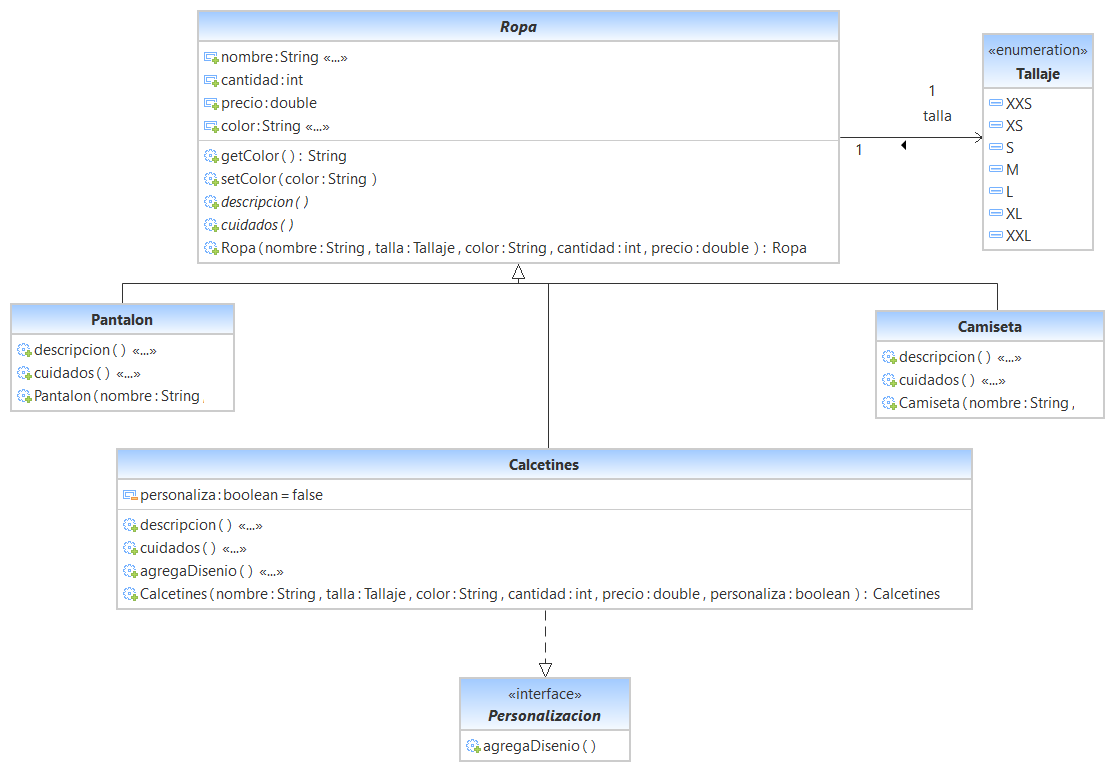 Ropa
nombre:String «...»
cantidad:int
precio:double
color:String «...»
getColor(): String
setColor(color:String )
descripcion()
cuidados()
Ropa(nombre:String, talla:Tallaje, color:String, cantidad:int, precio:double ): Ropa
1
talla
1
«enumeration»
Tallaje
XXS
XS
S
M
L
XL
XXL
Pantalon
descripcion() «...»
cuidados() «...»
Pantalon(nombre:String,
Camiseta
descripcion() «...»
cuidados() «...»
Camiseta(nombre:String,
Calcetines
personaliza:boolean=false
descripcion() «...»
cuidados() «...»
agregaDisenio() «...»
Calcetines(nombre:String, talla:Tallaje, color:String, cantidad:int, precio:double, personaliza:boolean ): Calcetines
«interface»
Personalizacion
agregaDisenio()